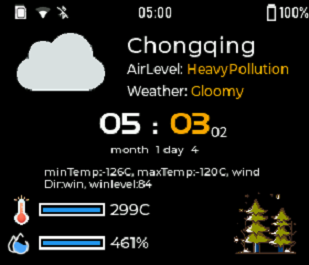 05:00 100%
Chongqing
AirLevel: HeavyPollution
Weather: Gloomy
05 : 03 02
month 1 day 4
minTemp:-126C, maxTemp:-120C, wind
Dir:win, winlevel:84
299C
461%